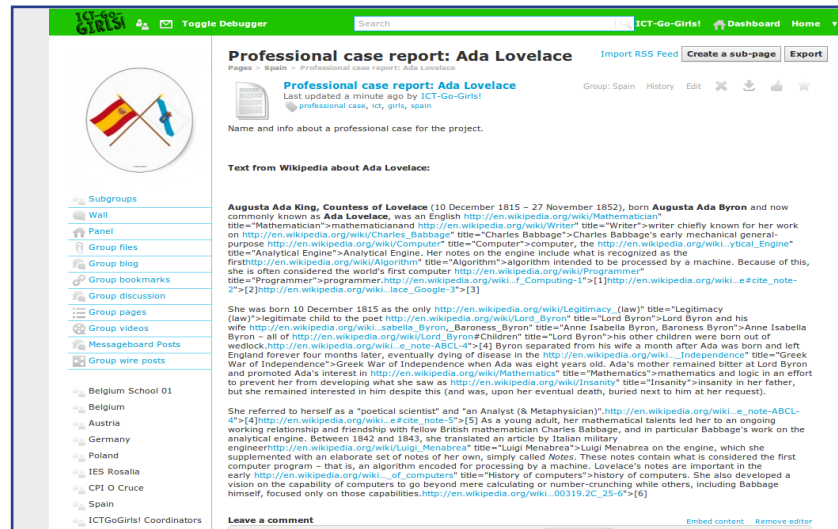 ICT-GO-
GIRLS!
Toggle Debugger
Search
ICT-Go-Girls!
Dashboard
Home
Professional case report: Ada Lovelace
Import RSS Feed
Create a sub-page
Export
Pages > Spain > Professional case report: Ada Lovelace
Professional case report: Ada Lovelace
Group: Spain
History
Edit
Last updated a minute ago by ICT-Go-Girls!
professional case, ict, girls, spain
Name and info about a professional case for the project.
Text from Wikipedia about Ada Lovelace:
Augusta Ada King, Countess of Lovelace (10 December 1815 – 27 November 1852), born Augusta Ada Byron and now
commonly known as Ada Lovelace, was an English http://en.wikipedia.org/wiki/Mathematician"
title="Mathematician">mathematicianand http://en.wikipedia.org/wiki/Writer" title="Writer">writer chiefly known for her work
on http://en.wikipedia.org/wiki/Charles_Babbage" title="Charles Babbage">Charles Babbage's early mechanical general-
purpose http://en.wikipedia.org/wiki/Computer" title="Computer">computer, the http://en.wikipedia.org/wiki...ytical_Engine"
title="Analytical Engine">Analytical Engine. Her notes on the engine include what is recognized as the
firsthttp://en.wikipedia.org/wiki/Algorithm" title="Algorithm">algorithm intended to be processed by a machine. Because of this,
she is often considered the world's first computer http://en.wikipedia.org/wiki/Programmer"
title="Programmer">programmer.http://en.wikipedia.org/wiki...f_Computing-1">[1]http://en.wikipedia.org/wiki...e#cite_note-
2">[2]http://en.wikipedia.org/wiki...lace_Google-3">[3]
She was born 10 December 1815 as the only http://en.wikipedia.org/wiki/Legitimacy_(law)" title="Legitimacy
(law)">legitimate child to the poet http://en.wikipedia.org/wiki/Lord_Byron" title="Lord Byron">Lord Byron and his
wife http://en.wikipedia.org/wiki...sabella_Byron,_Baroness_Byron" title="Anne Isabella Byron, Baroness Byron">Anne Isabella
Byron – all of http://en.wikipedia.org/wiki/Lord_Byron#Children" title="Lord Byron">his other children were born out of
wedlock.http://en.wikipedia.org/wiki...e_note-ABCL-4">[4] Byron separated from his wife a month after Ada was born and left
England forever four months later, eventually dying of disease in the http://en.wikipedia.org/wiki..._Independence" title="Greek
War of Independence">Greek War of Independence when Ada was eight years old. Ada's mother remained bitter at Lord Byron
and promoted Ada's interest in http://en.wikipedia.org/wiki/Mathematics" title="Mathematics">mathematics and logic in an effort
to prevent her from developing what she saw as http://en.wikipedia.org/wiki/Insanity" title="Insanity">insanity in her father,
but she remained interested in him despite this (and was, upon her eventual death, buried next to him at her request).
She referred to herself as a "poetical scientist" and "an Analyst (& Metaphysician)".http://en.wikipedia.org/wiki...e_note-ABCL-
4">[4]http://en.wikipedia.org/wiki...e#cite_note-5">[5] As a young adult, her mathematical talents led her to an ongoing
working relationship and friendship with fellow British mathematician Charles Babbage, and in particular Babbage's work on the
analytical engine. Between 1842 and 1843, she translated an article by Italian military
engineerhttp://en.wikipedia.org/wiki/Luigi_Menabrea" title="Luigi Menabrea">Luigi Menabrea on the engine, which she
supplemented with an elaborate set of notes of her own, simply called Notes. These notes contain what is considered the first
computer program – that is, an algorithm encoded for processing by a machine. Lovelace's notes are important in the
early http://en.wikipedia.org/wiki..._of_computers" title="History of computers">history of computers. She also developed a
vision on the capability of computers to go beyond mere calculating or number-crunching while others, including Babbage
himself, focused only on those capabilities.http://en.wikipedia.org/wiki...00319.2C_25-6">[6]
Leave a comment
Embed content
Remove editor
Subgroups
Wall
Panel
Group files
Group blog
Group bookmarks
Group discussion
Group pages
Group videos
Messageboard Posts
Group wire posts
Belgium School 01
Belgium
Austria
Germany
Poland
IES Rosalia
CPI O Cruce
Spain
ICTGoGirls! Coordinators